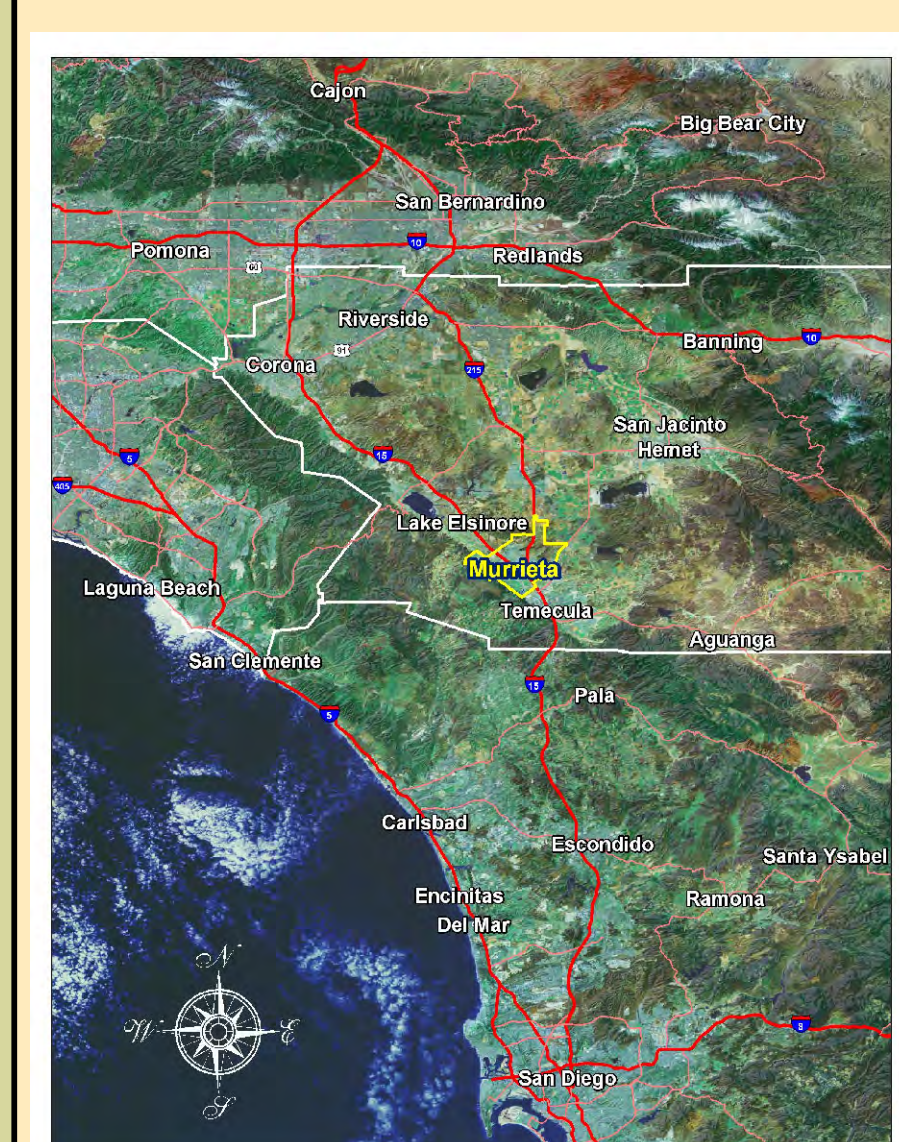 Cajon
Big Bear City
San Bernardino
10
Pomona
Redlands
60
Riverside
10
Banning
91
Corona
215
San Jacinto
Hemet
15
5
405
Lake Elsinore
Murrieta
Laguna Beach
Temecula
Aguanga
San Clemente
15
Pala
5
Carlsbad
Escondido
Santa Ysabel
Encinitas
Ramona
Del Mar
N
W E
S
8
San Diego